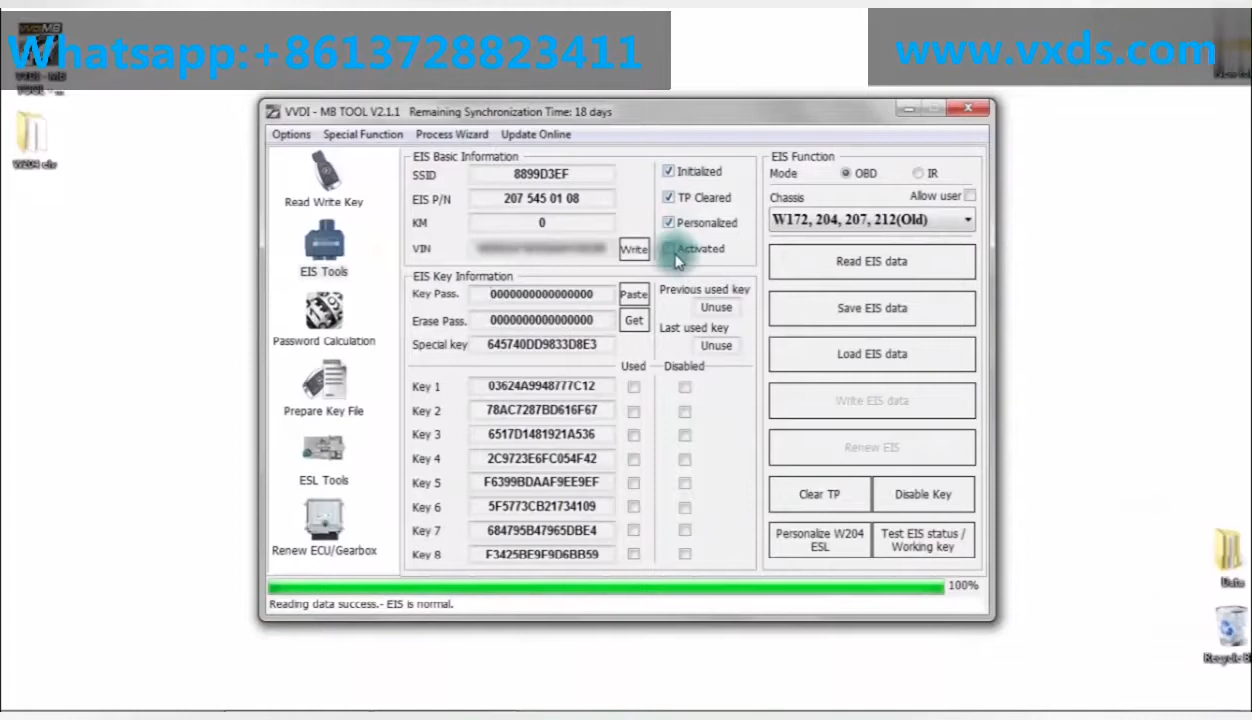 Whatsapp:+8613728823411
www.vxds.com
W204 elv
VVDI - MB TOOL V2.1.1 Remaining Synchronization Time: 18 days
Options Special Function Process Wizard Update Online
Read Write Key
EIS Tools
Password Calculation
Prepare Key File
ESL Tools
Renew ECU/Gearbox
EIS Basic Information
SSID 8899D3EF
EIS P/N 207 545 01 08
KM 0
VIN Write
Initialized
TP Cleared
Personalized
Activated
EIS Key Information
Key Pass. 0000000000000000 Paste
Erase Pass. 0000000000000000 Get
Special key 645740DD9833D8E3
Previous used key
Unuse
Last used key
Unuse
Used Disabled
Key 1 03624A9948777C12
Key 2 78AC7287BD616F67
Key 3 6517D1481921A536
Key 4 2C9723E6FC054F42
Key 5 F6399BDAAF9EE9EF
Key 6 5F5773CB21734109
Key 7 684795B47965DBE4
Key 8 F3425BE9F9D6BB59
EIS Function
Mode OBD IR
Chassis Allow user
W172, 204, 207, 212(Old)
Read EIS data
Save EIS data
Load EIS data
Write EIS data
Renew EIS
Clear TP Disable Key
Personalize W204 ESL
Test EIS status / Working key
100%
Reading data success.- EIS is normal.
Data
Recycle B